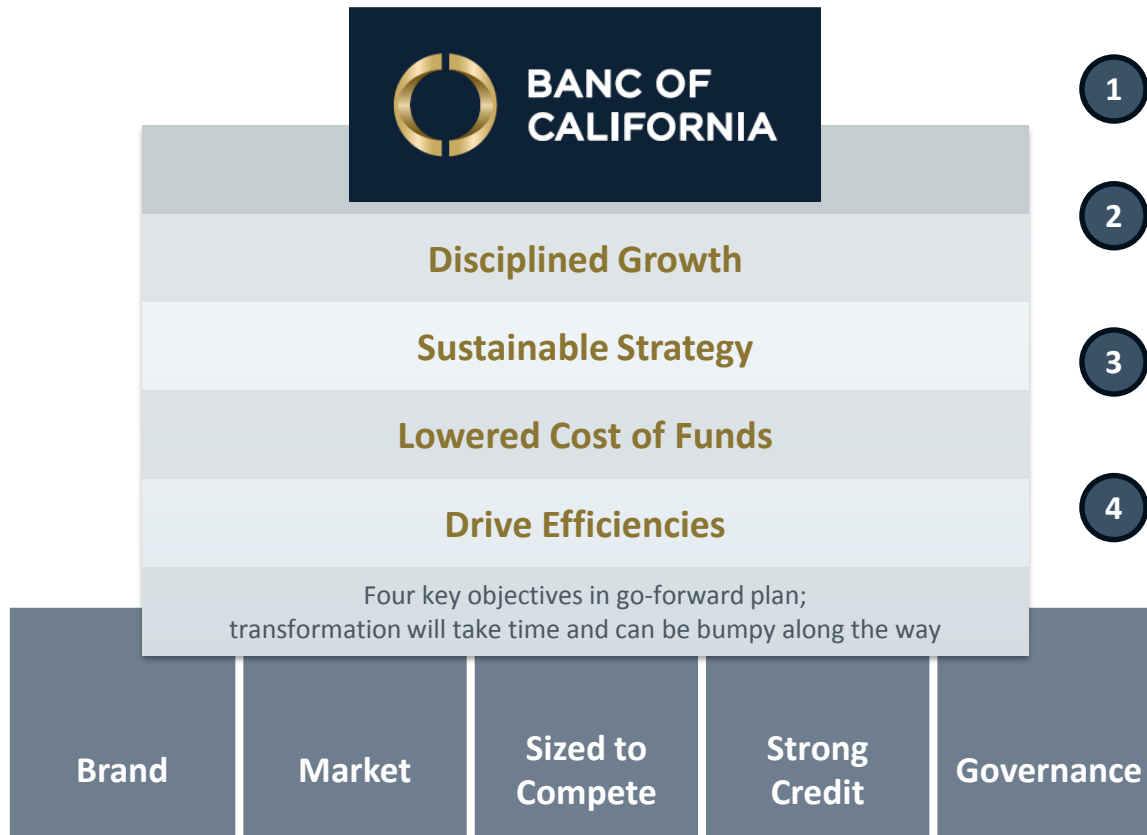 BANC OF
CALIFORNIA
1
2
Disciplined Growth
Sustainable Strategy
3
Lowered Cost of Funds
4
Drive Efficiencies
Four key objectives in go-forward plan;
transformation will take time and can be bumpy along the way
Brand
Market
Sized to
Compete
Strong
Credit
Governance